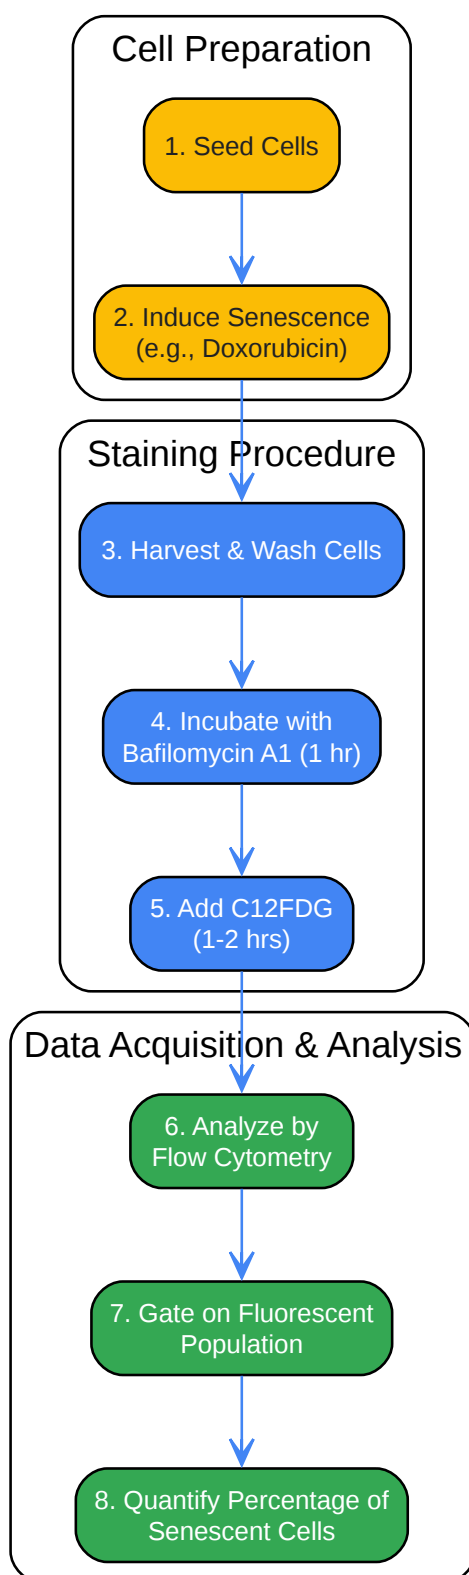 Cell Preparation
1. Seed Cells
2. Induce Senescence
(e.g., Doxorubicin)
Staining Procedure
3. Harvest & Wash Cells
4. Incubate with
Bafilomycin A1 (1 hr)
5. Add C12FDG
(1-2 hrs)
Data Acquisition & Analysis
6. Analyze by
Flow Cytometry
7. Gate on Fluorescent
Population
8. Quantify Percentage of
Senescent Cells